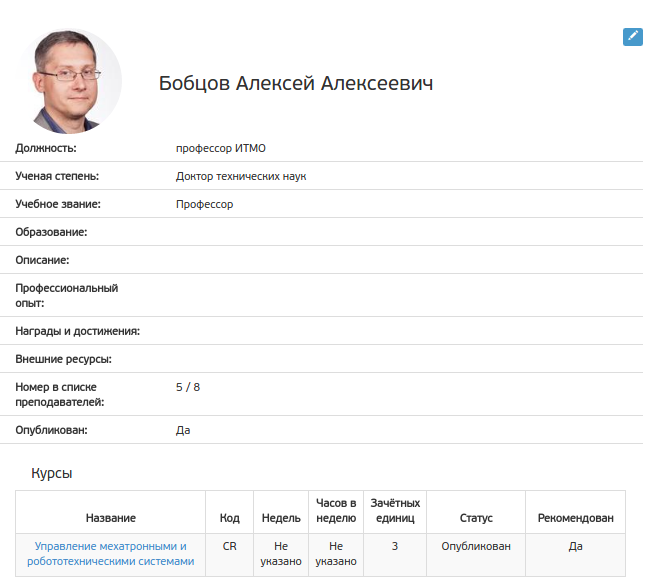 Бобцов Алексей Алексеевич
Должность: профессор ИТМО
Ученая степень: Доктор технических наук
Учебное звание: Профессор
Образование:
Описание:
Профессиональный
опыт:
Награды и достижения:
Внешние ресурсы:
Номер в списке 5 / 8
преподавателей:
Опубликован: Да
Курсы
Название Код Недель Часов в неделю Зачётных единиц Статус Рекомендован
Управление мехатронными и робототехническими системами CR Не указано Не указано 3 Опубликован Да